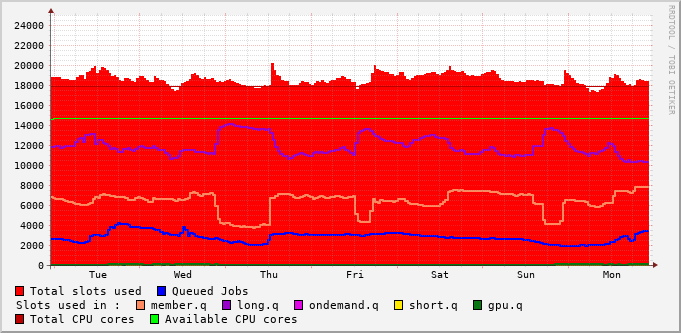 RRDTOOL / TOBI OETIKER
24000
22000
20000
18000
16000
14000
12000
10000
8000
6000
4000
2000
0
Tue Wed Thu Fri Sat Sun Mon
Total slots used Queued Jobs
Slots used in : member.q long.q ondemand.q short.q gpu.q
Total CPU cores Available CPU cores